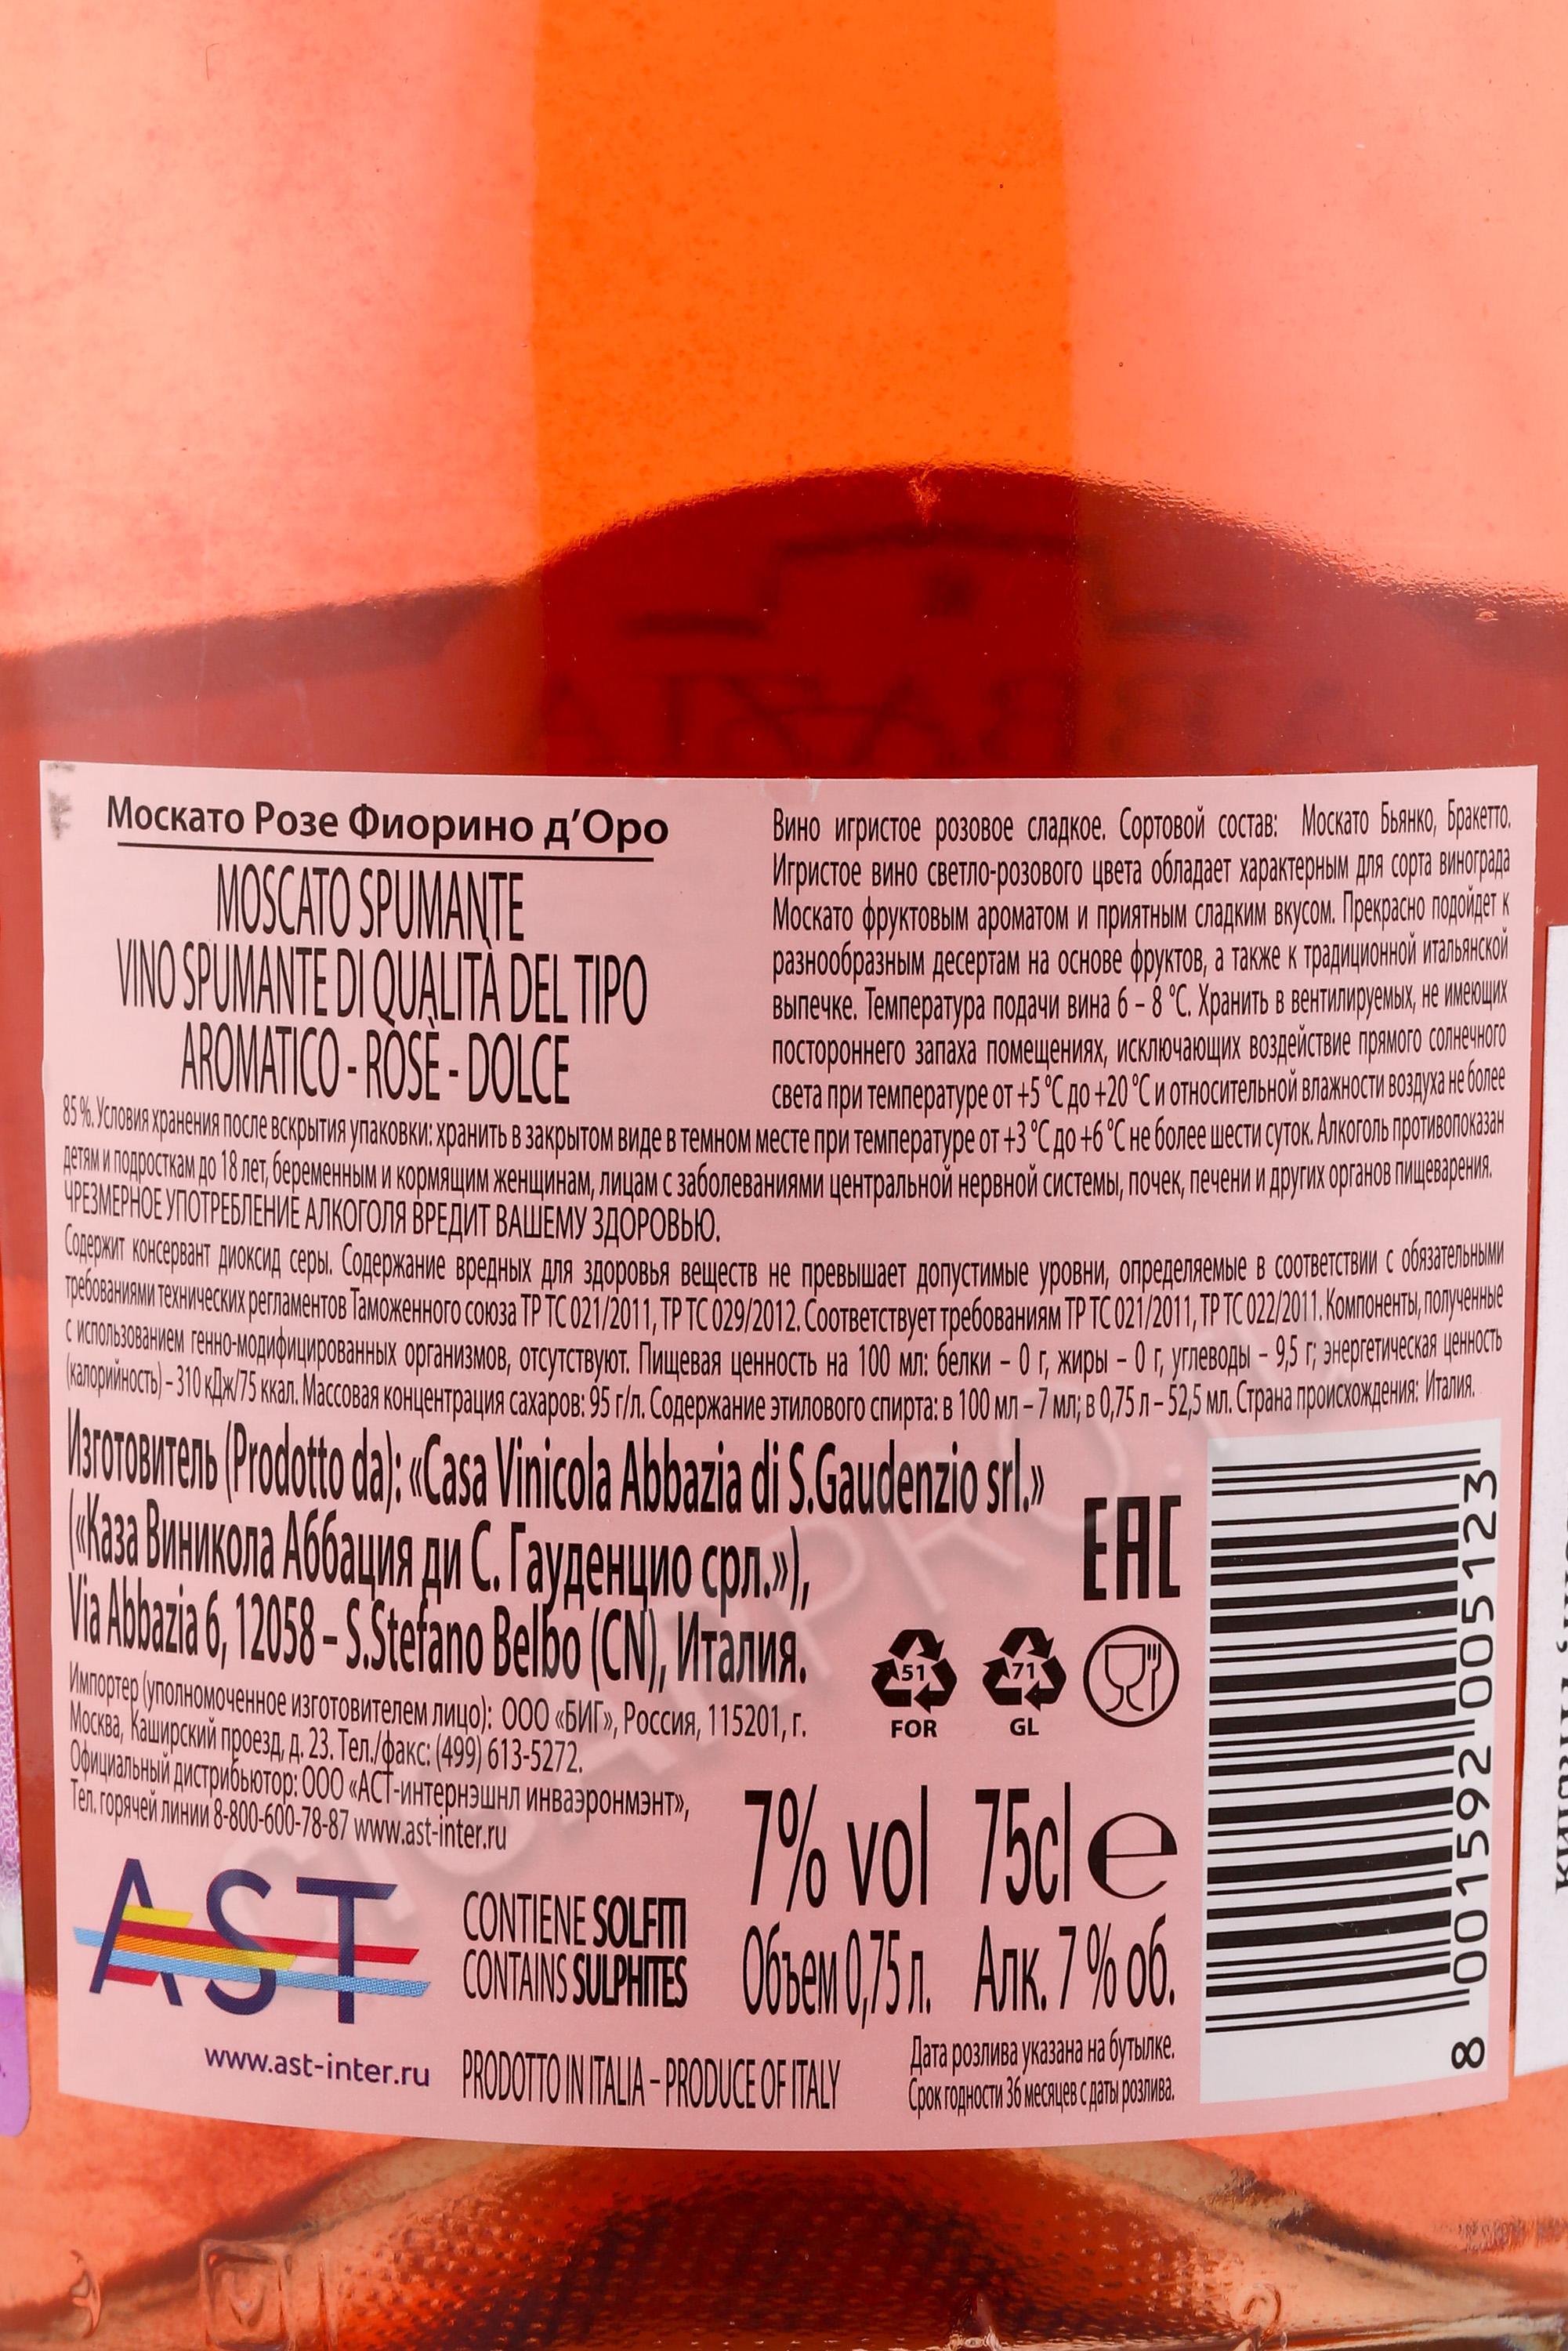 Москато Розе Фиорино д’Оро
MOSCATO SPUMANTE
VINO SPUMANTE DI QUALITÀ DEL TIPO
AROMATICO - ROSÈ - DOLCE
Вино игристое розовое сладкое. Сортовой состав: Москато Бьянко, Бракетто.
Игристое вино светло-розового цвета обладает характерным для сорта винограда
Москато фруктовым ароматом и приятным сладким вкусом. Прекрасно подойдет к
разнообразным десертам на основе фруктов, а также к традиционной итальянской
выпечке. Температура подачи вина 6 – 8 °C. Хранить в вентилируемых, не имеющих
постороннего запаха помещениях, исключающих воздействие прямого солнечного
света при температуре от +5 °C до +20 °C и относительной влажности воздуха не более
85 %. Условия хранения после вскрытия упаковки: хранить в закрытом виде в темном месте при температуре от +3 °C до +6 °C не более шести суток. Алкоголь противопоказан
детям и подросткам до 18 лет, беременным и кормящим женщинам, лицам с заболеваниями центральной нервной системы, почек, печени и других органов пищеварения.
ЧРЕЗМЕРНОЕ УПОТРЕБЛЕНИЕ АЛКОГОЛЯ ВРЕДИТ ВАШЕМУ ЗДОРОВЬЮ.
Содержит консервант диоксид серы. Содержание вредных для здоровья веществ не превышает допустимые уровни, определяемые в соответствии с обязательными
требованиями технических регламентов Таможенного союза ТР ТС 021/2011, ТР ТС 029/2012. Соответствует требованиям ТР ТС 021/2011, ТР ТС 022/2011. Компоненты, полученные
с использованием генно-модифицированных организмов, отсутствуют. Пищевая ценность на 100 мл: белки – 0 г, жиры – 0 г, углеводы – 9,5 г; энергетическая ценность
(калорийность) – 310 кДж/75 ккал. Массовая концентрация сахаров: 95 г/л. Содержание этилового спирта: в 100 мл – 7 мл; в 0,75 л – 52,5 мл. Страна происхождения: Италия.
Изготовитель (Prodotto da): «Casa Vinicola Abbazia di S.Gaudenzio srl.»
(«Каза Виникола Аббация ди С. Гауденцио срл.»),
Via Abbazia 6, 12058 – S.Stefano Belbo (CN), Италия.
Импортер (уполномоченное изготовителем лицо): ООО «БИГ», Россия, 115201, г.
Москва, Каширский проезд, д. 23. Тел./факс: (499) 613-5272.
Официальный дистрибьютор: ООО «АСТ-интернэшнл инваэронмэнт»,
Тел. горячей линии 8-800-600-78-87 www.ast-inter.ru
EAC
51
FOR
71
GL
8 001592 005123
AST
www.ast-inter.ru
CONTIENE SOLFITI
CONTAINS SULPHITES
7% vol 75cl e
Объем 0,75 л. Алк. 7 % об.
PRODOTTO IN ITALIA – PRODUCE OF ITALY
Дата розлива указана на бутылке.
Срок годности 36 месяцев с даты розлива.